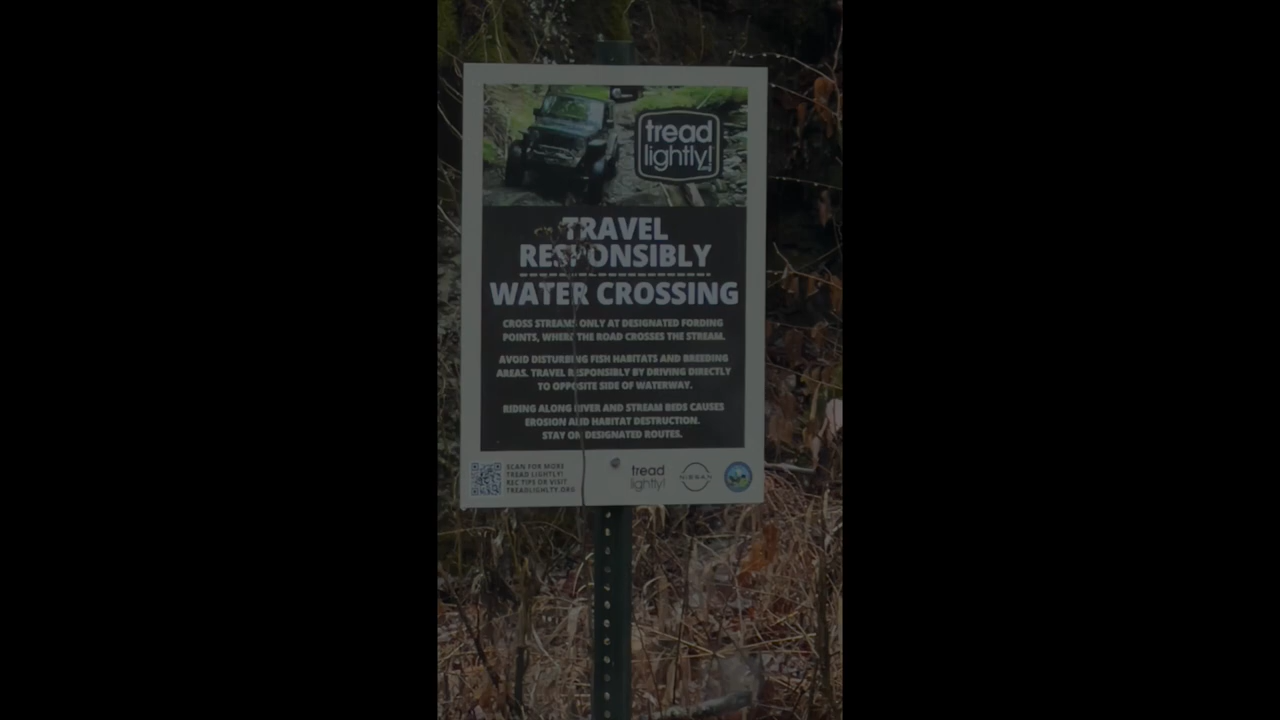 tread
lightly!
TRAVEL
RESPONSIBLY
WATER CROSSING
CROSS STREAMS ONLY AT DESIGNATED FORDING
POINTS, WHERE THE ROAD CROSSES THE STREAM.
AVOID DISTURBING FISH HABITATS AND BREEDING
AREAS. TRAVEL RESPONSIBLY BY DRIVING DIRECTLY
TO OPPOSITE SIDE OF WATERWAY.
RIDING ALONG RIVER AND STREAM BEDS CAUSES
EROSION AND HABITAT DESTRUCTION.
STAY ON DESIGNATED ROUTES.
SCAN FOR MORE
TREAD LIGHTLY!
REC TIPS OR VISIT
TREADLIGHLTY.ORG
tread
lightly!
NISSAN